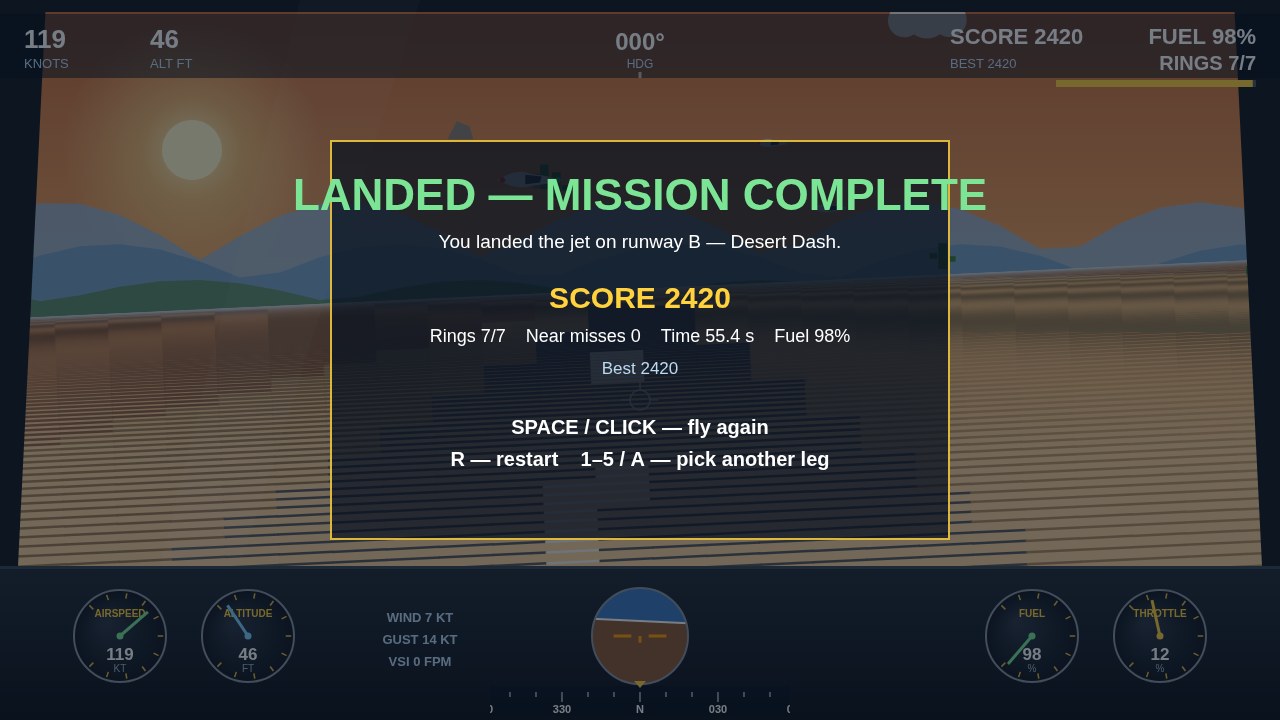 119 46 000° SCORE 2420 FUEL 98%
KNOTS ALT FT HDG BEST 2420 RINGS 7/7
LANDED — MISSION COMPLETE
You landed the jet on runway B — Desert Dash.
SCORE 2420
Rings 7/7 Near misses 0 Time 55.4 s Fuel 98%
Best 2420
SPACE / CLICK — fly again
R — restart 1–5 / A — pick another leg
AIRSPEED ALTITUDE WIND 7 KT FUEL THROTTLE
GUST 14 KT
119 46 VSI 0 FPM 98 12
KT FT % %
330 N 030